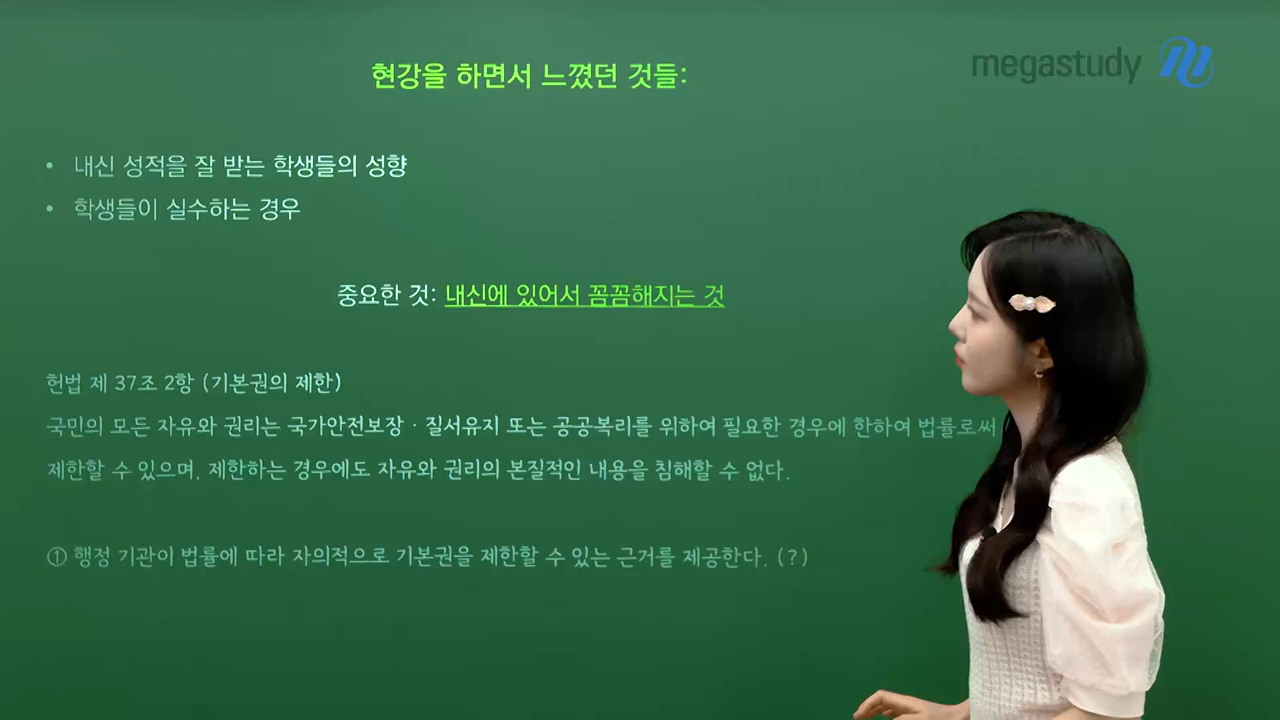 현강을 하면서 느꼈던 것들:
megastudy
• 내신 성적을 잘 받는 학생들의 성향
• 학생들이 실수하는 경우
중요한 것: 내신에 있어서 꼼꼼해지는 것
헌법 제 37조 2항 (기본권의 제한)
국민의 모든 자유와 권리는 국가안전보장 · 질서유지 또는 공공복리를 위하여 필요한 경우에 한하여 법률로써
제한할 수 있으며, 제한하는 경우에도 자유와 권리의 본질적인 내용을 침해할 수 없다.
① 행정 기관이 법률에 따라 자의적으로 기본권을 제한할 수 있는 근거를 제공한다. (?)